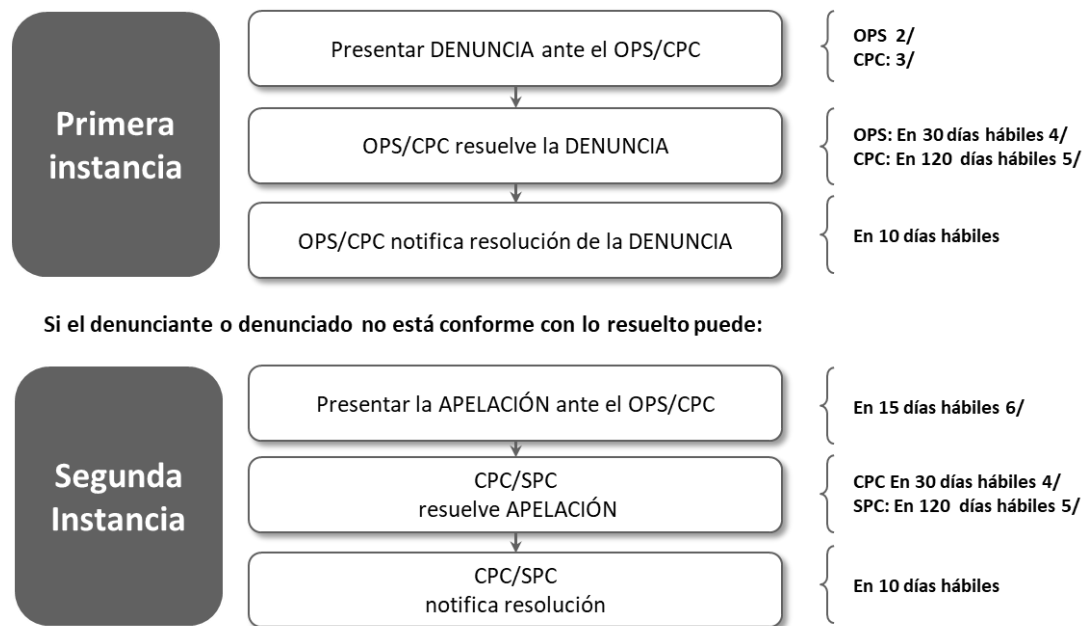 Primera
instancia
Presentar DENUNCIA ante el OPS/CPC
OPS 2/
CPC: 3/
OPS/CPC resuelve la DENUNCIA
OPS: En 30 días hábiles 4/
CPC: En 120 días hábiles 5/
OPS/CPC notifica resolución de la DENUNCIA
En 10 días hábiles
Si el denunciante o denunciado no está conforme con lo resuelto puede:
Segunda
Instancia
Presentar la APELACIÓN ante el OPS/CPC
En 15 días hábiles 6/
CPC/SPC
resuelve APELACIÓN
CPC En 30 días hábiles 4/
SPC: En 120 días hábiles 5/
CPC/SPC
notifica resolución
En 10 días hábiles